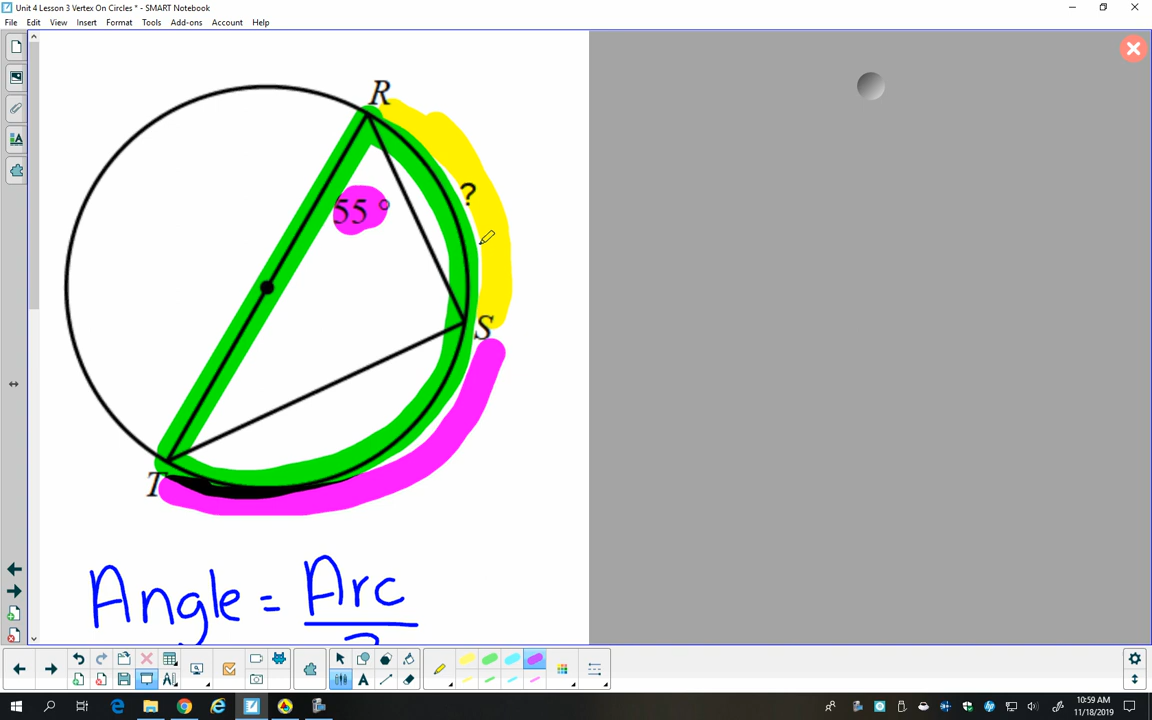 Unit 4 Lesson 3 Vertex On Circles * - SMART Notebook
File Edit View Insert Format Tools Add-ons Account Help
R
?
55 °
S
T
Angle = Arc
10:59 AM
11/18/2019